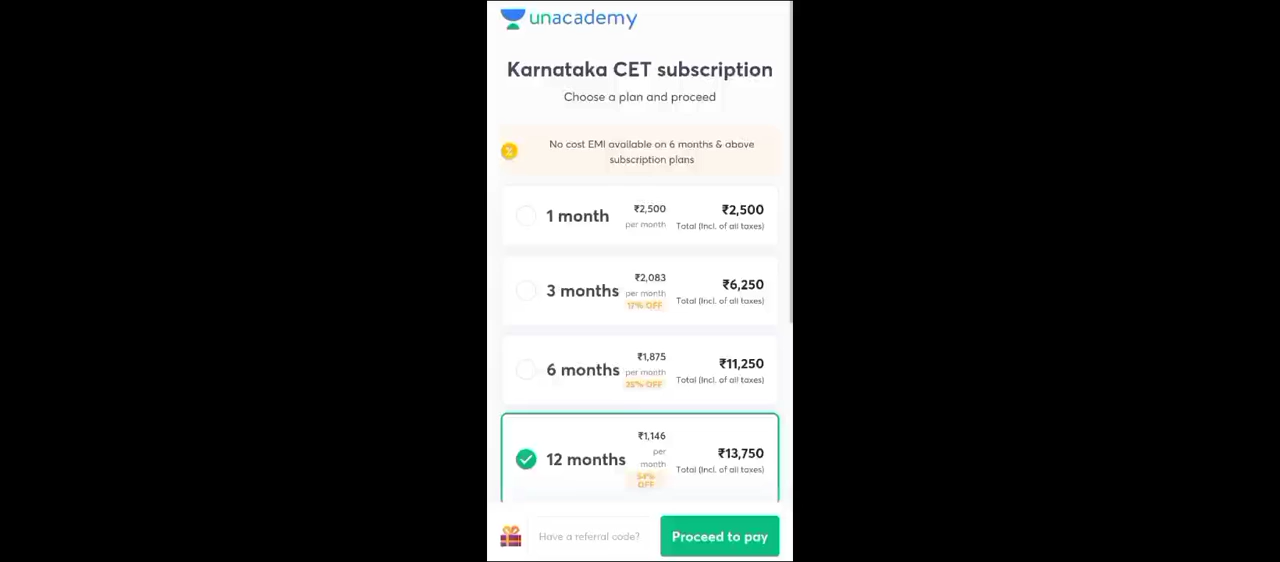 unacademy
Karnataka CET subscription
Choose a plan and proceed
No cost EMI available on 6 months & above
subscription plans
1 month
₹2,500
per month
₹2,500
Total (Incl. of all taxes)
3 months
₹2,083
per month
17% OFF
₹6,250
Total (Incl. of all taxes)
6 months
₹1,875
per month
25% OFF
₹11,250
Total (Incl. of all taxes)
12 months
₹1,146
per
month
54%
OFF
₹13,750
Total (Incl. of all taxes)
Have a referral code?
Proceed to pay